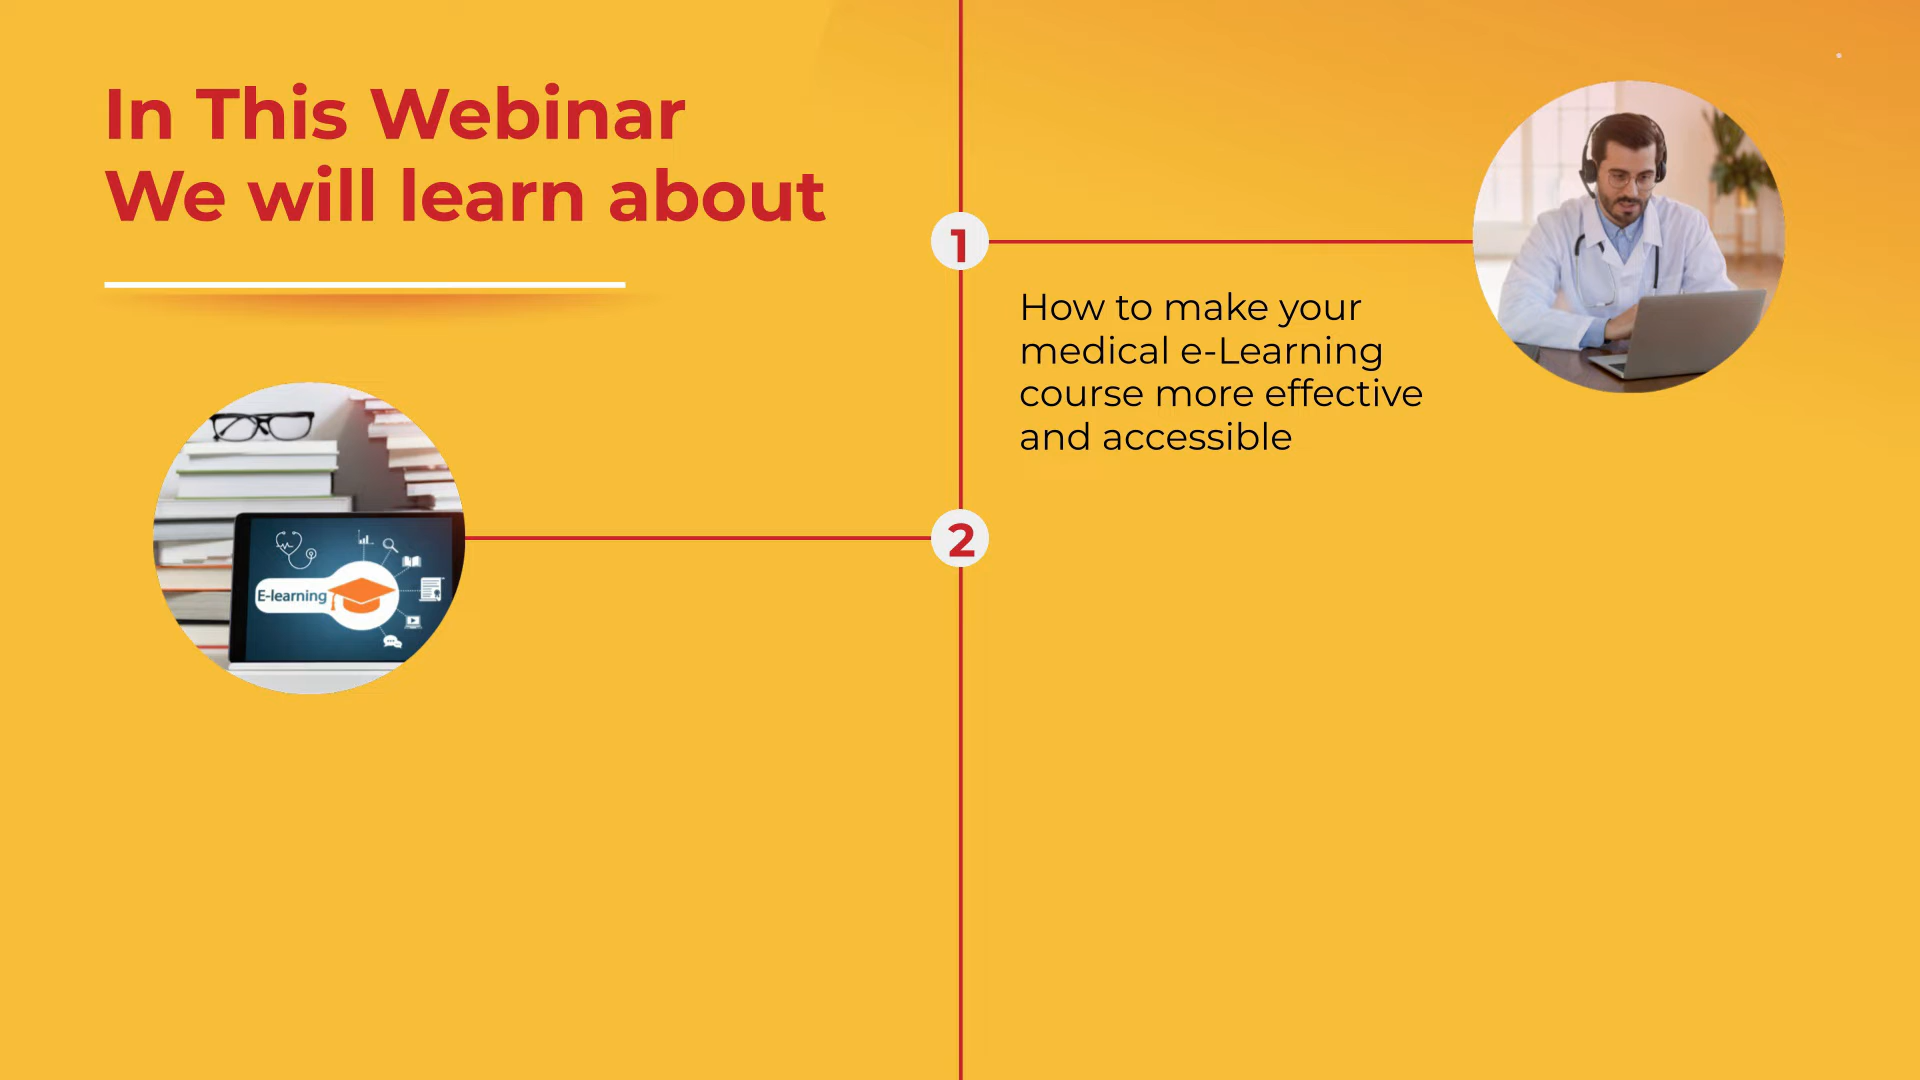 In This Webinar
We will learn about
1
How to make your
medical e-Learning
course more effective
and accessible
2
E-learning